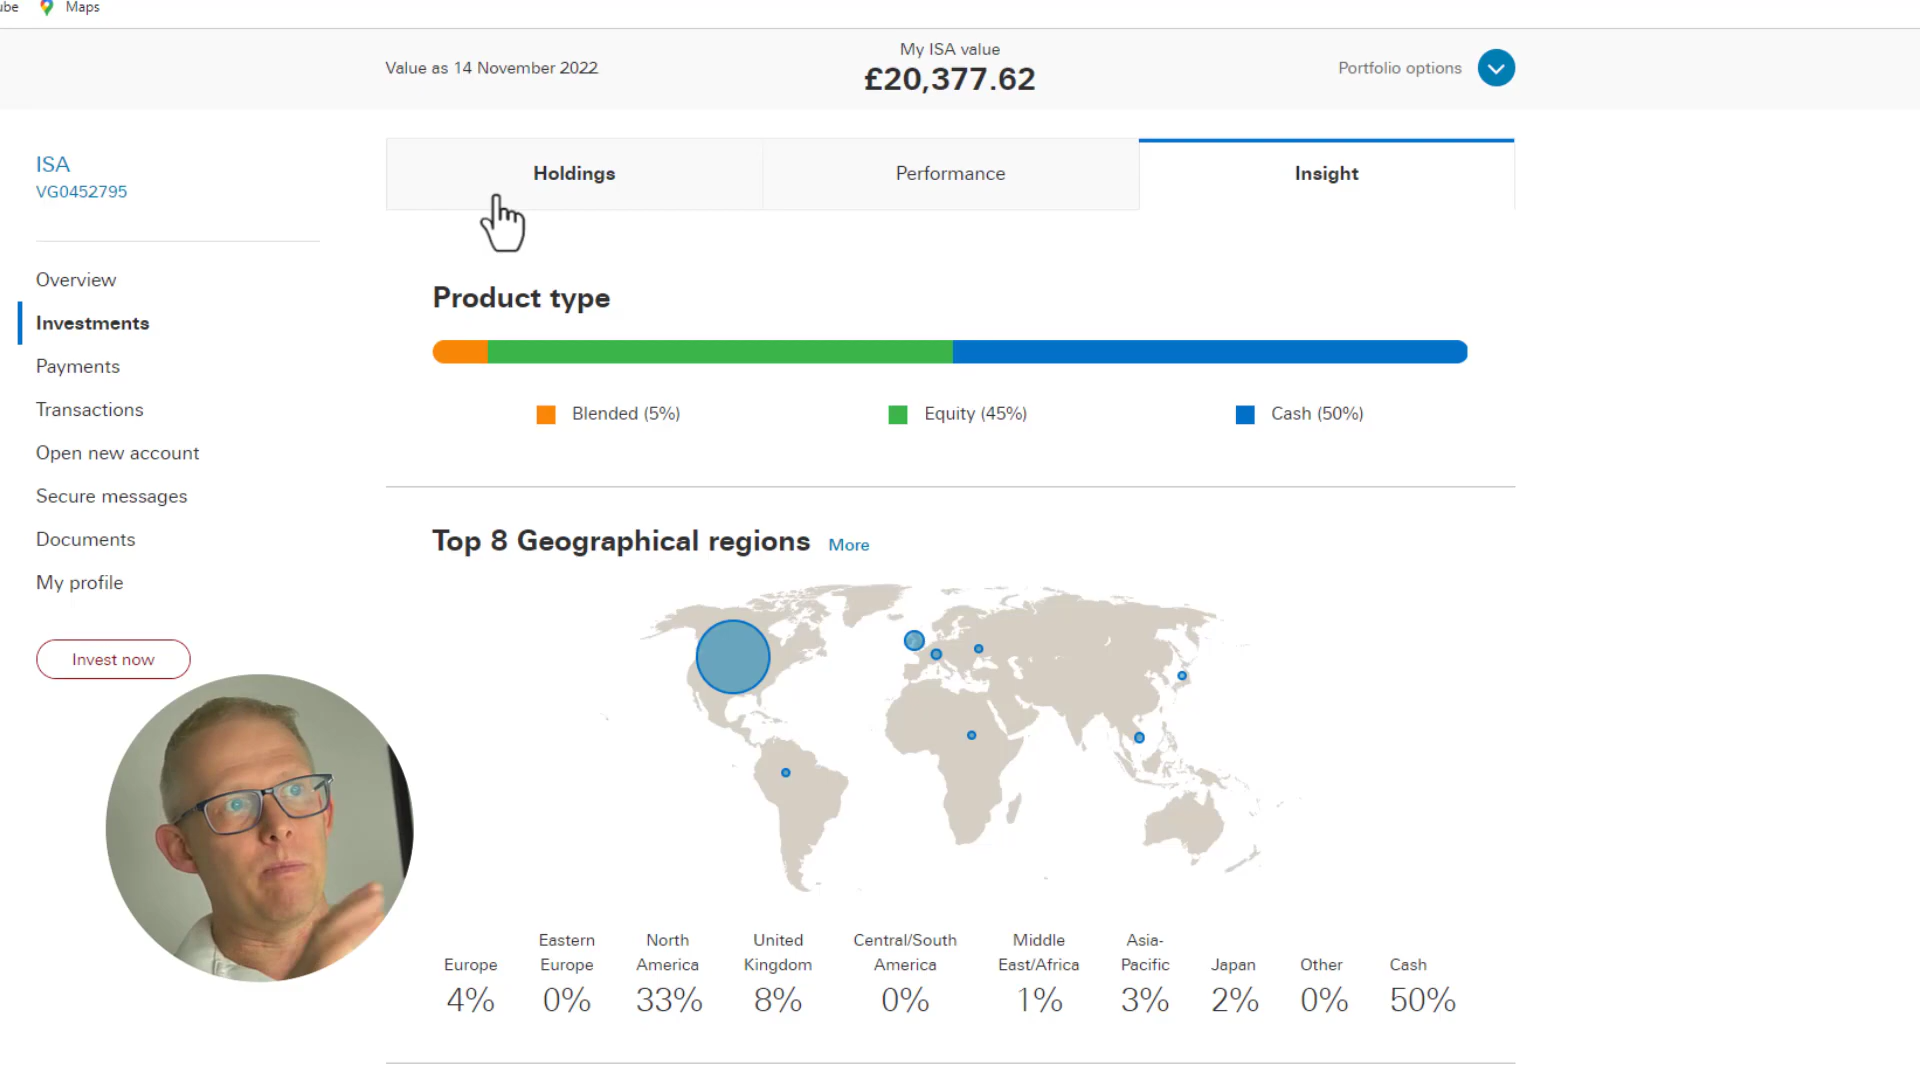 Maps
Value as 14 November 2022
My ISA value
£20,377.62
Portfolio options
ISA
VG0452795
Holdings
Performance
Insight
Overview
Investments
Payments
Transactions
Open new account
Secure messages
Documents
My profile
Invest now
Product type
Blended (5%)
Equity (45%)
Cash (50%)
Top 8 Geographical regions More
Europe
4%
Eastern
Europe
0%
North
America
33%
United
Kingdom
8%
Central/South
America
0%
Middle
East/Africa
1%
Asia-
Pacific
3%
Japan
2%
Other
0%
Cash
50%